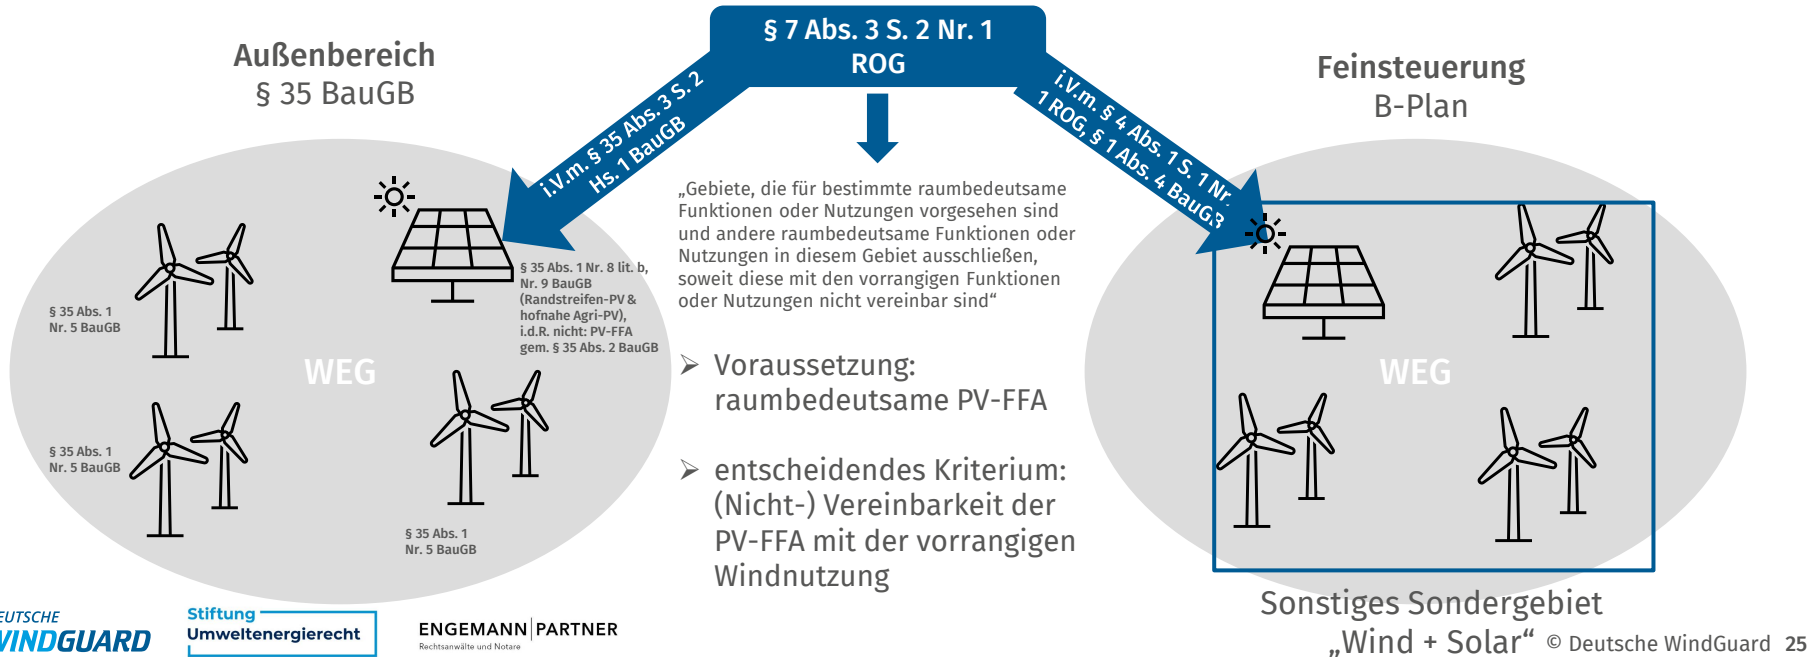 § 7 Abs. 3 S. 2 Nr. 1
ROG
Außenbereich
§ 35 BauGB
i.V.m. § 35 Abs. 3 S. 2
Hs. 1 BauGB
§ 35 Abs. 1
Nr. 5 BauGB
§ 35 Abs. 1 Nr. 8 lit. b,
Nr. 9 BauGB
(Randstreifen-PV &
hofnahe Agri-PV),
i.d.R. nicht: PV-FFA
gem. § 35 Abs. 2 BauGB
WEG
§ 35 Abs. 1
Nr. 5 BauGB
§ 35 Abs. 1
Nr. 5 BauGB
„Gebiete, die für bestimmte raumbedeutsame
Funktionen oder Nutzungen vorgesehen sind
und andere raumbedeutsame Funktionen oder
Nutzungen in diesem Gebiet ausschließen,
soweit diese mit den vorrangigen Funktionen
oder Nutzungen nicht vereinbar sind“
➢ Voraussetzung:
raumbedeutsame PV-FFA
➢ entscheidendes Kriterium:
(Nicht-) Vereinbarkeit der
PV-FFA mit der vorrangigen
Windnutzung
Feinsteuerung
B-Plan
i.V.m. § 4 Abs. 1 S. 1 Nr.
1 ROG, § 1 Abs. 4 BauGB
WEG
Sonstiges Sondergebiet
„Wind + Solar“
EUTSCHE
WINDGUARD
Stiftung
Umweltenergierecht
ENGEMANN | PARTNER
Rechtsanwälte und Notare
© Deutsche WindGuard 25